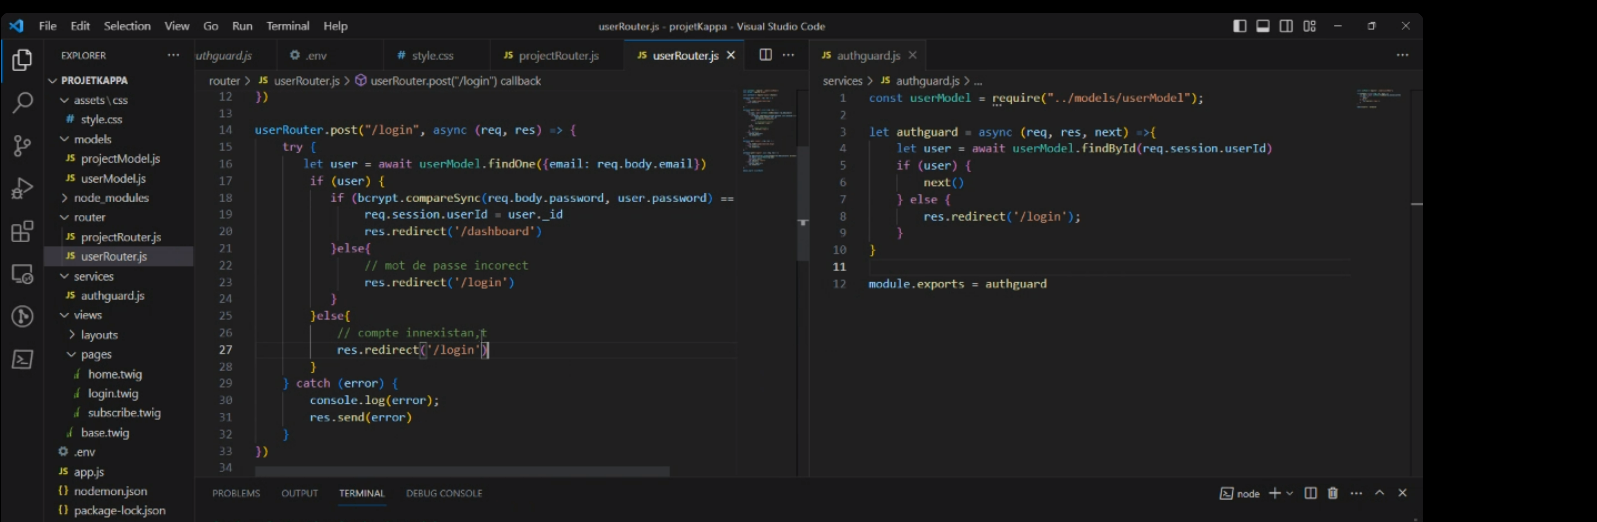 File Edit Selection View Go Run Terminal Help
userRouter.js - projetKappa - Visual Studio Code
EXPLORER
PROJETKAPPA
assets\css
# style.css
models
JS projectModel.js
JS userModel.js
node_modules
router
JS projectRouter.js
JS userRouter.js
services
JS authguard.js
views
layouts
pages
home.twig
login.twig
subscribe.twig
base.twig
.env
JS app.js
{} nodemon.json
{} package-lock.json
uthguard.js
.env
# style.css
JS projectRouter.js
JS userRouter.js
router > JS userRouter.js > userRouter.post("/login") callback
12 })
13
14 userRouter.post("/login", async (req, res) => {
15 try {
16 let user = await userModel.findOne({email: req.body.email})
17 if (user) {
18 if (bcrypt.compareSync(req.body.password, user.password) ==
19 req.session.userId = user._id
20 res.redirect('/dashboard')
21 }else{
22 // mot de passe incorect
23 res.redirect('/login')
24 }
25 }else{
26 // compte innexistan,t
27 res.redirect('/login')
28 }
29 } catch (error) {
30 console.log(error);
31 res.send(error)
32 }
33 })
34
JS authguard.js
services > JS authguard.js > ...
1 const userModel = require("../models/userModel");
2
3 let authguard = async (req, res, next) =>{
4 let user = await userModel.findById(req.session.userId)
5 if (user) {
6 next()
7 } else {
8 res.redirect('/login');
9 }
10 }
11
12 module.exports = authguard
PROBLEMS OUTPUT TERMINAL DEBUG CONSOLE
node